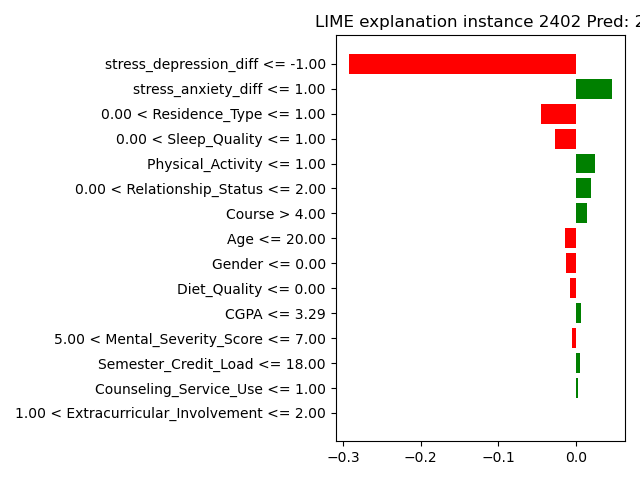 LIME explanation instance 2402 Pred: 2
stress_depression_diff <= -1.00
stress_anxiety_diff <= 1.00
0.00 < Residence_Type <= 1.00
0.00 < Sleep_Quality <= 1.00
Physical_Activity <= 1.00
0.00 < Relationship_Status <= 2.00
Course > 4.00
Age <= 20.00
Gender <= 0.00
Diet_Quality <= 0.00
CGPA <= 3.29
5.00 < Mental_Severity_Score <= 7.00
Semester_Credit_Load <= 18.00
Counseling_Service_Use <= 1.00
1.00 < Extracurricular_Involvement <= 2.00
−0.3 −0.2 −0.1 0.0